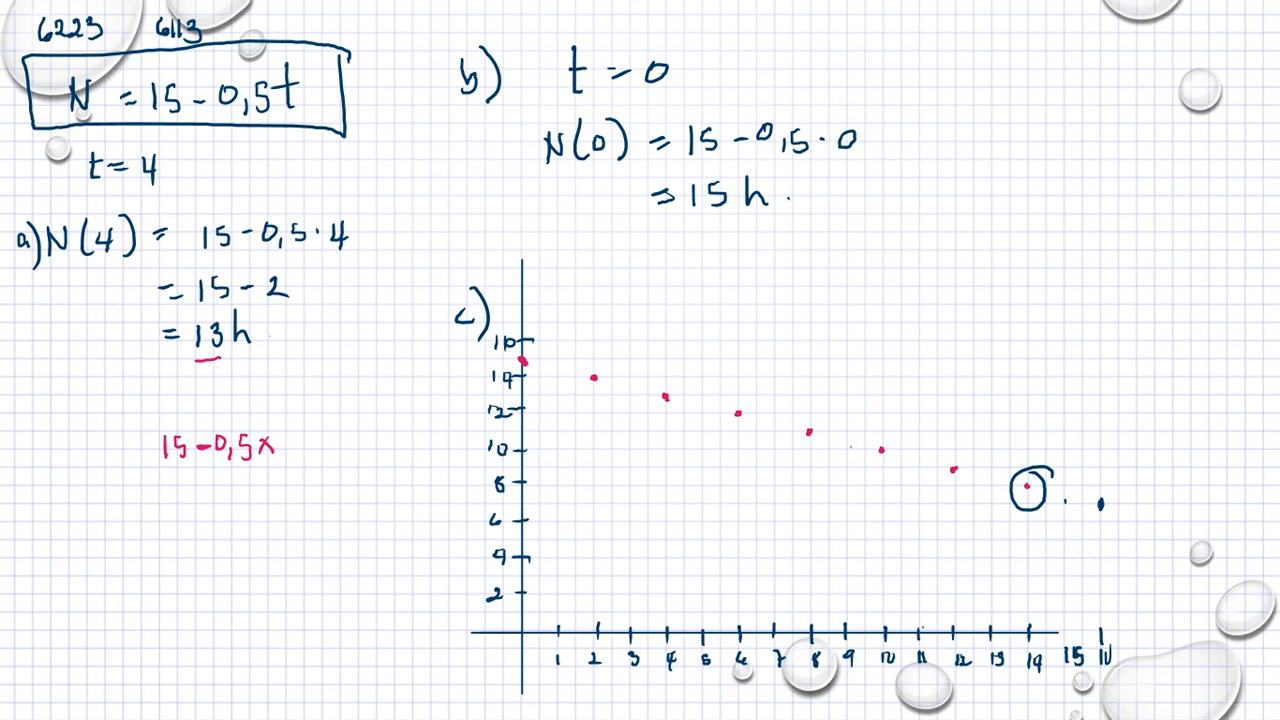 6223 6113
N = 15 - 0,5t
t = 4
a) N(4) = 15 - 0,5 · 4
= 15 - 2
= 13 h
15 - 0,5x
b) t = 0
N(0) = 15 - 0,5 · 0
= 15 h.
c)
14
12
10
8
6
4
2
1 2 3 4 5 6 7 8 9 10 11 12 13 14 15